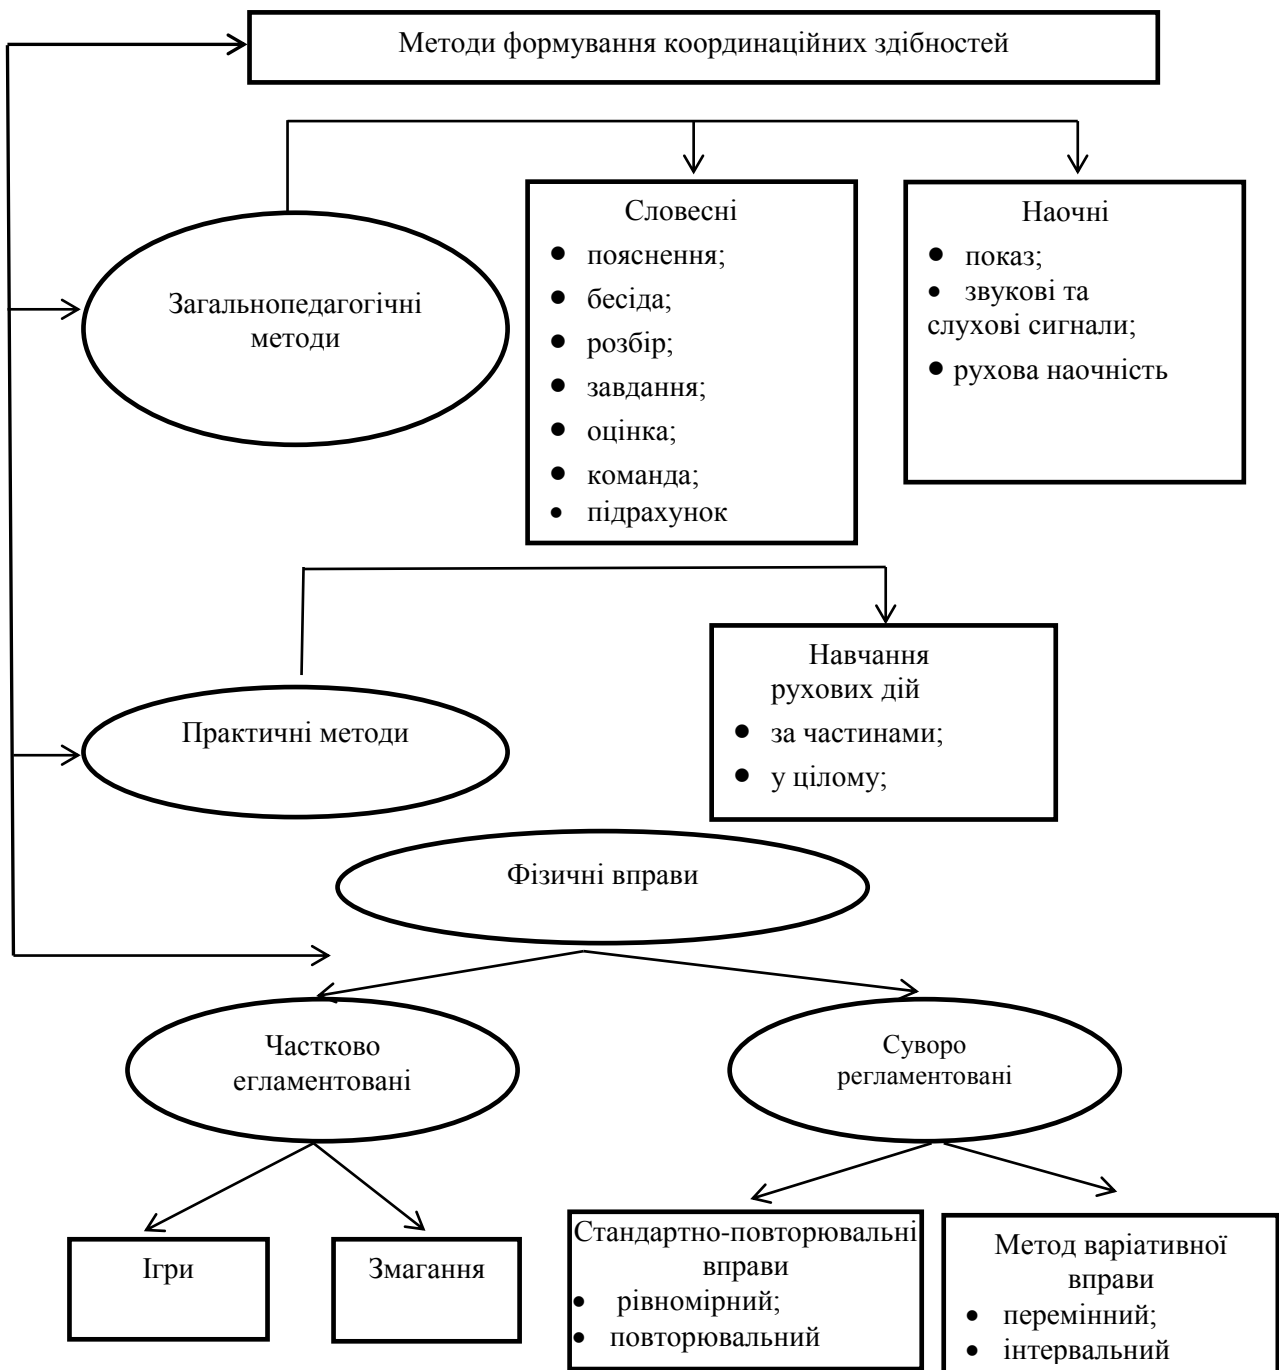 Методи формування координаційних здібностей
Загальнопедагогічні
методи
Словесні
● пояснення;
● бесіда;
● розбір;
● завдання;
● оцінка;
● команда;
● підрахунок
Наочні
● показ;
● звукові та
слухові сигнали;
● рухова наочність
Практичні методи
Навчання
рухових дій
● за частинами;
● у цілому;
Фізичні вправи
Частково
егламентовані
Суворо
регламентовані
Ігри
Змагання
Стандартно-повторювальні
вправи
● рівномірний;
● повторювальний
Метод варіативної
вправи
● перемінний;
● інтервальний